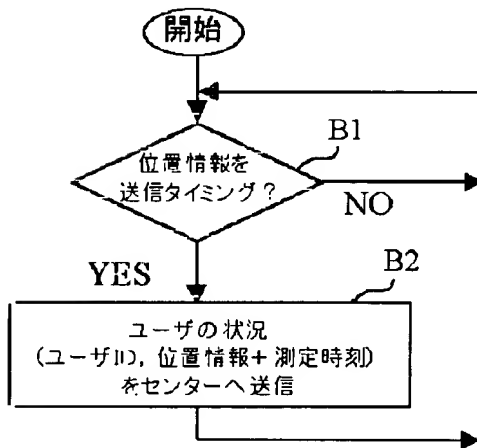 開始
B1
位置情報を
送信タイミング？
NO
YES
B2
ユーザの状況
(ユーザID, 位置情報＋測定時刻)
をセンターへ送信